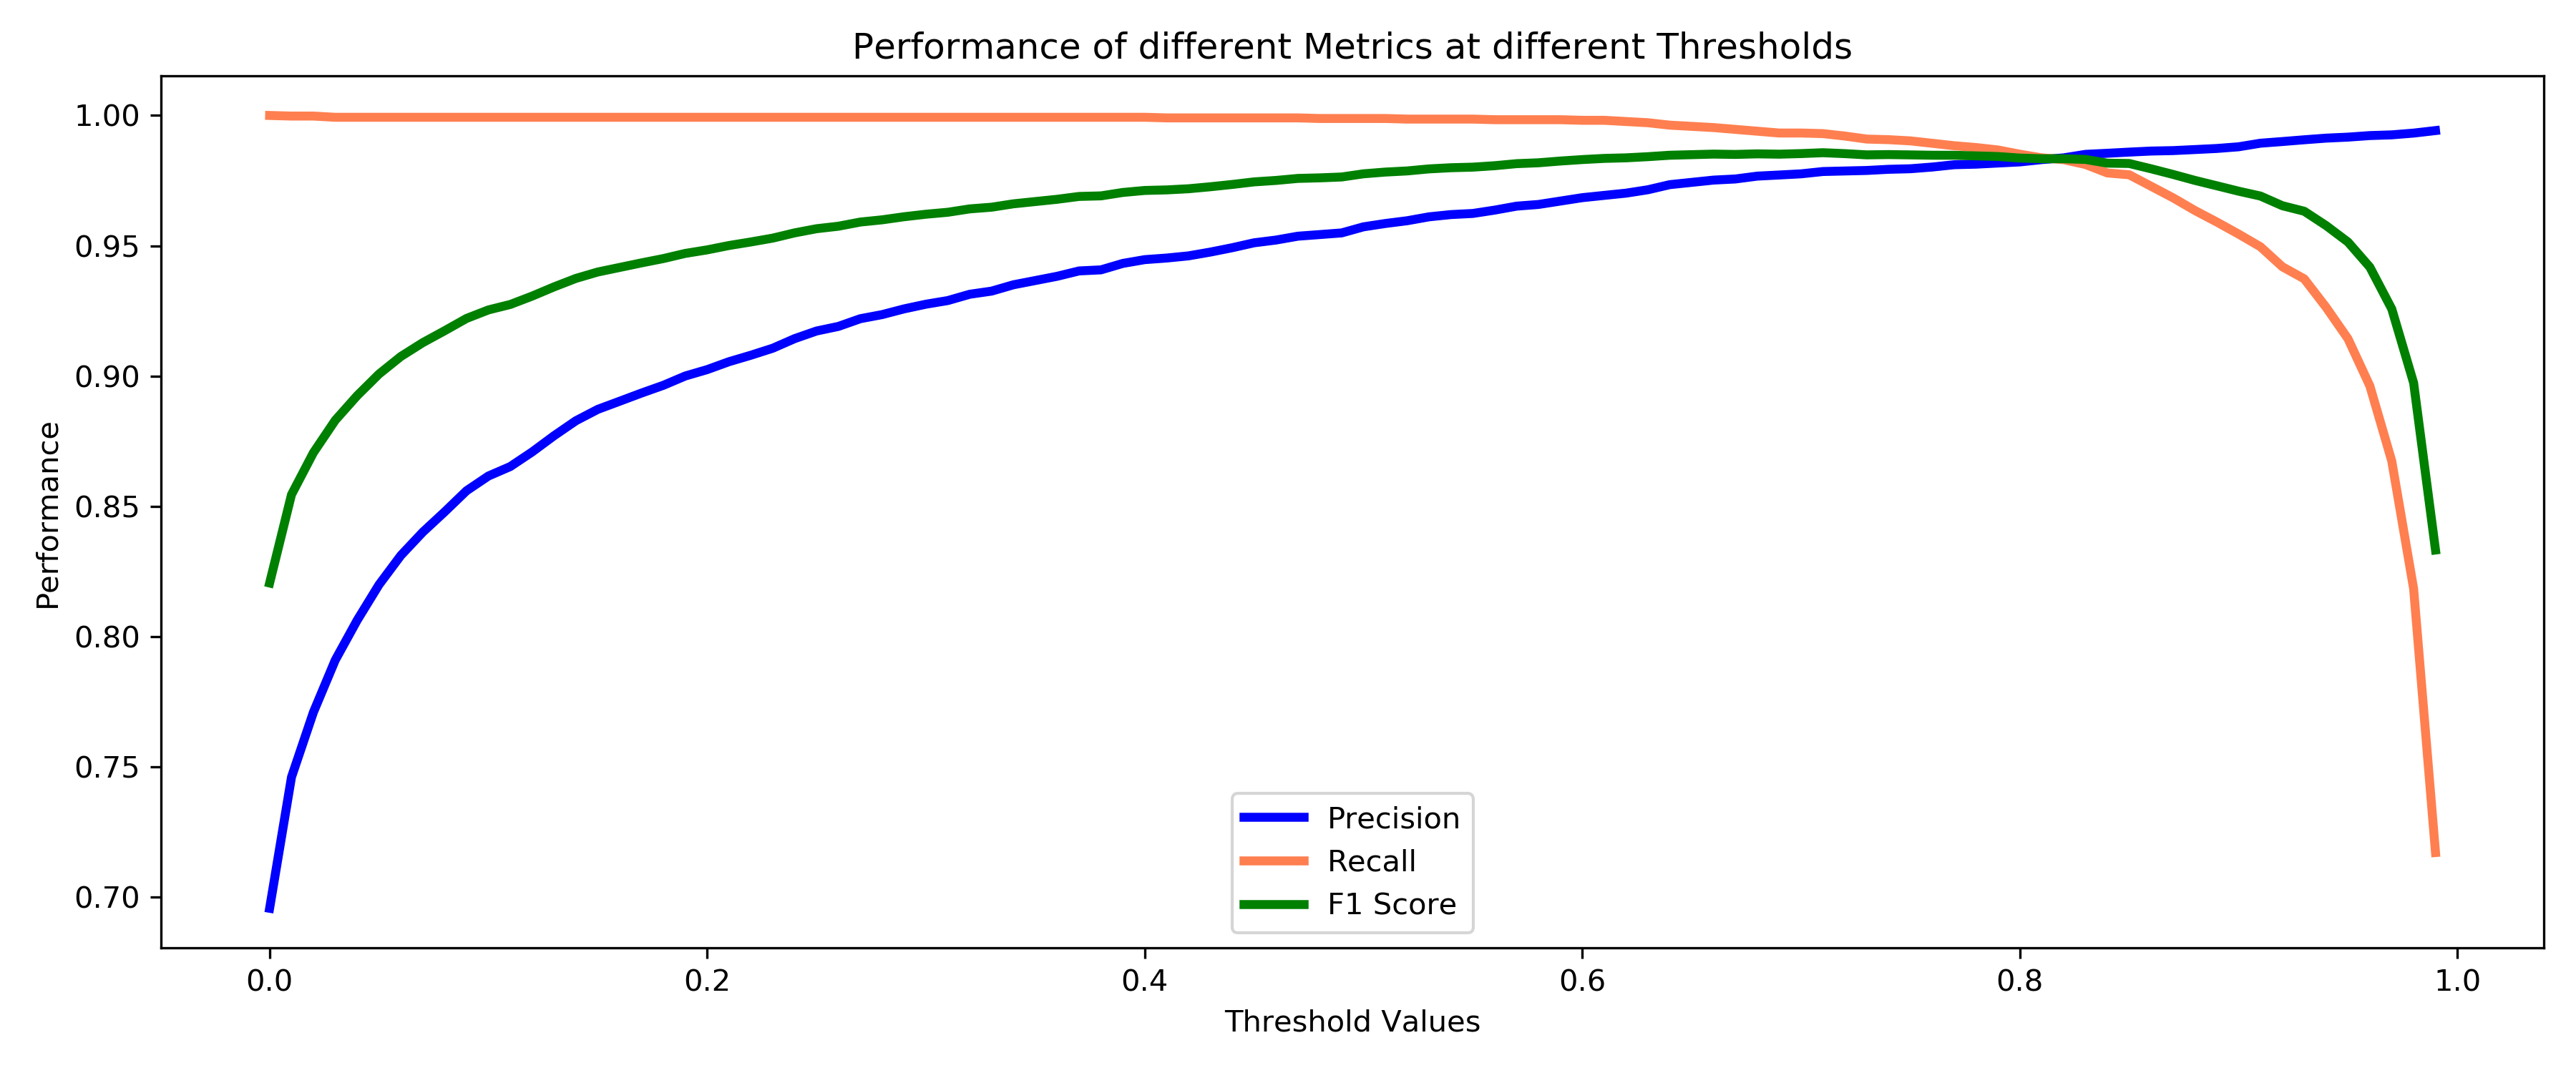 Performance of different Metrics at different Thresholds
1.00
0.95
0.90
0.85
0.80
0.75
0.70
Performance
Precision
Recall
F1 Score
0.0 0.2 0.4 0.6 0.8 1.0
Threshold Values